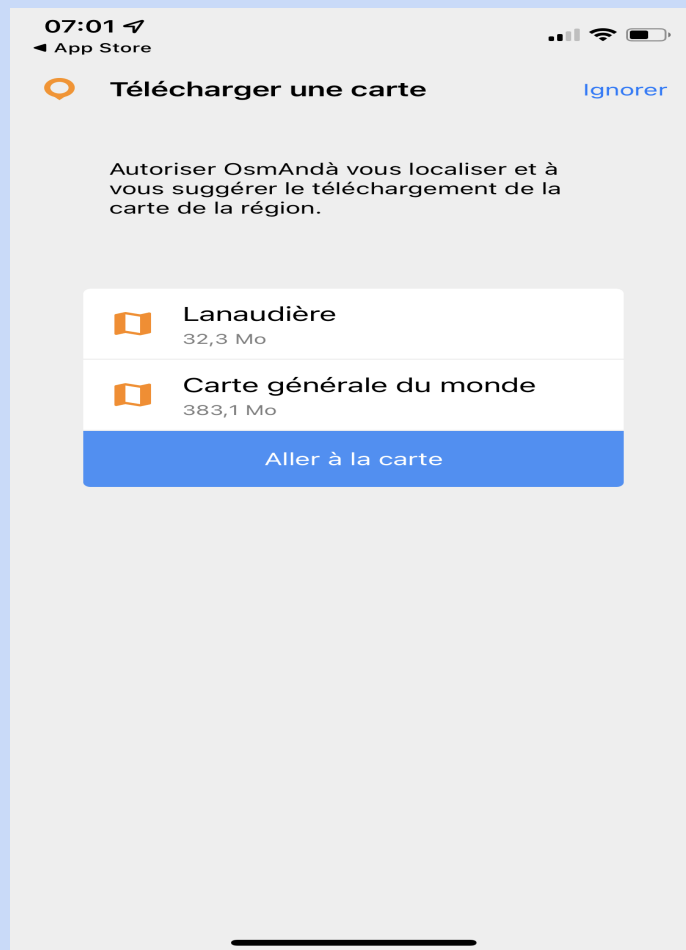 07:01
◀ App Store
Télécharger une carte
Ignorer
Autoriser OsmAndà vous localiser et à
vous suggérer le téléchargement de la
carte de la région.
Lanaudière
32,3 Mo
Carte générale du monde
383,1 Mo
Aller à la carte